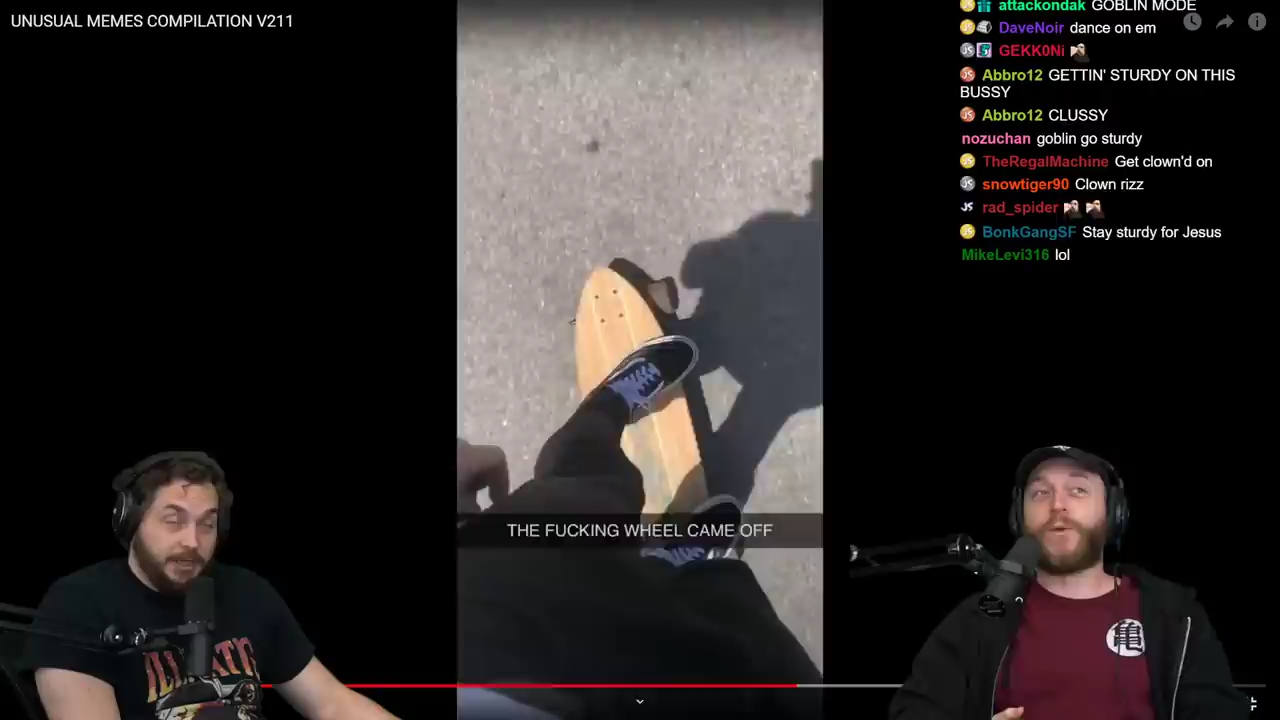 UNUSUAL MEMES COMPILATION V211
attackondak GOBLIN MODE
DaveNoir dance on em
GEKK0Ni
Abbro12 GETTIN' STURDY ON THIS
BUSSY
Abbro12 CLUSSY
nozuchan goblin go sturdy
TheRegalMachine Get clown'd on
snowtiger90 Clown rizz
rad_spider
BonkGangSF Stay sturdy for Jesus
MikeLevi316 lol
THE FUCKING WHEEL CAME OFF
亀